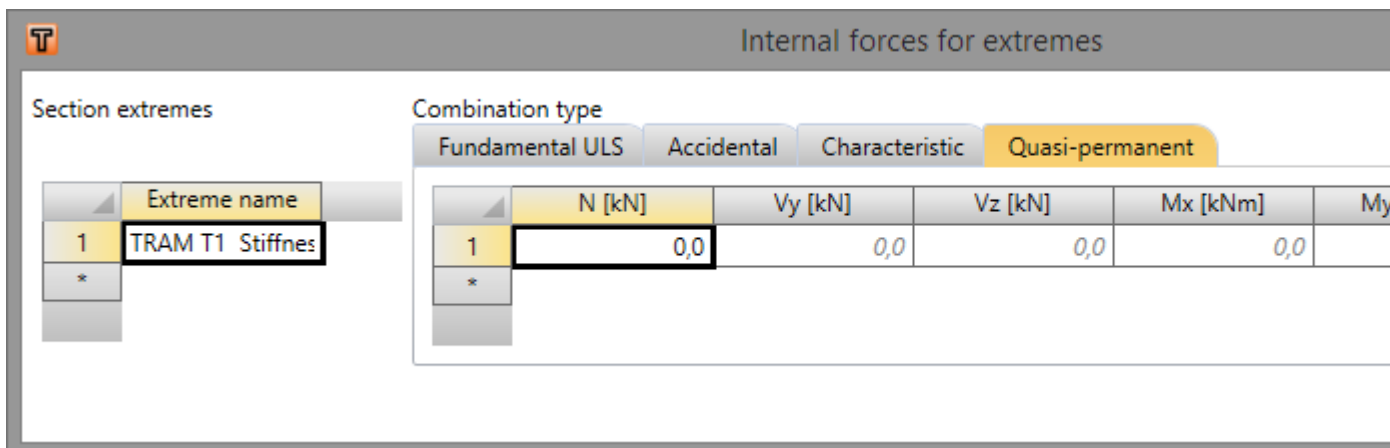 T Internal forces for extremes
Section extremes Combination type
Fundamental ULS Accidental Characteristic Quasi-permanent
Extreme name N [kN] Vy [kN] Vz [kN] Mx [kNm] My
1 TRAM T1 Stiffnes 1 0,0 0,0 0,0 0,0
* *